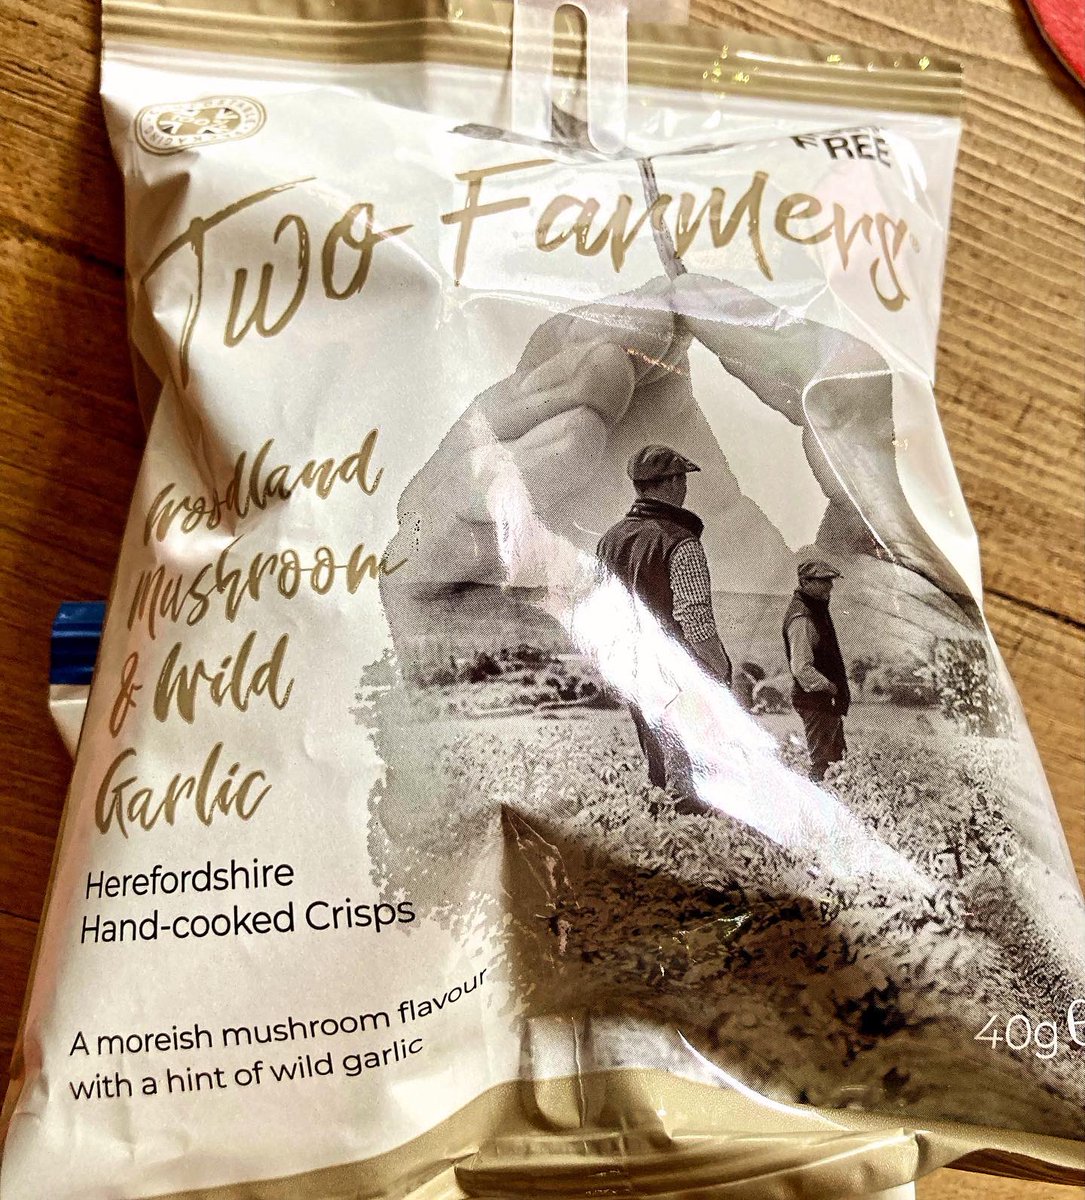 Two Farmers
FREE
Woodland
Mushroom
& Wild
Garlic
Herefordshire
Hand-cooked Crisps
A moreish mushroom flavour
with a hint of wild garlic
40g